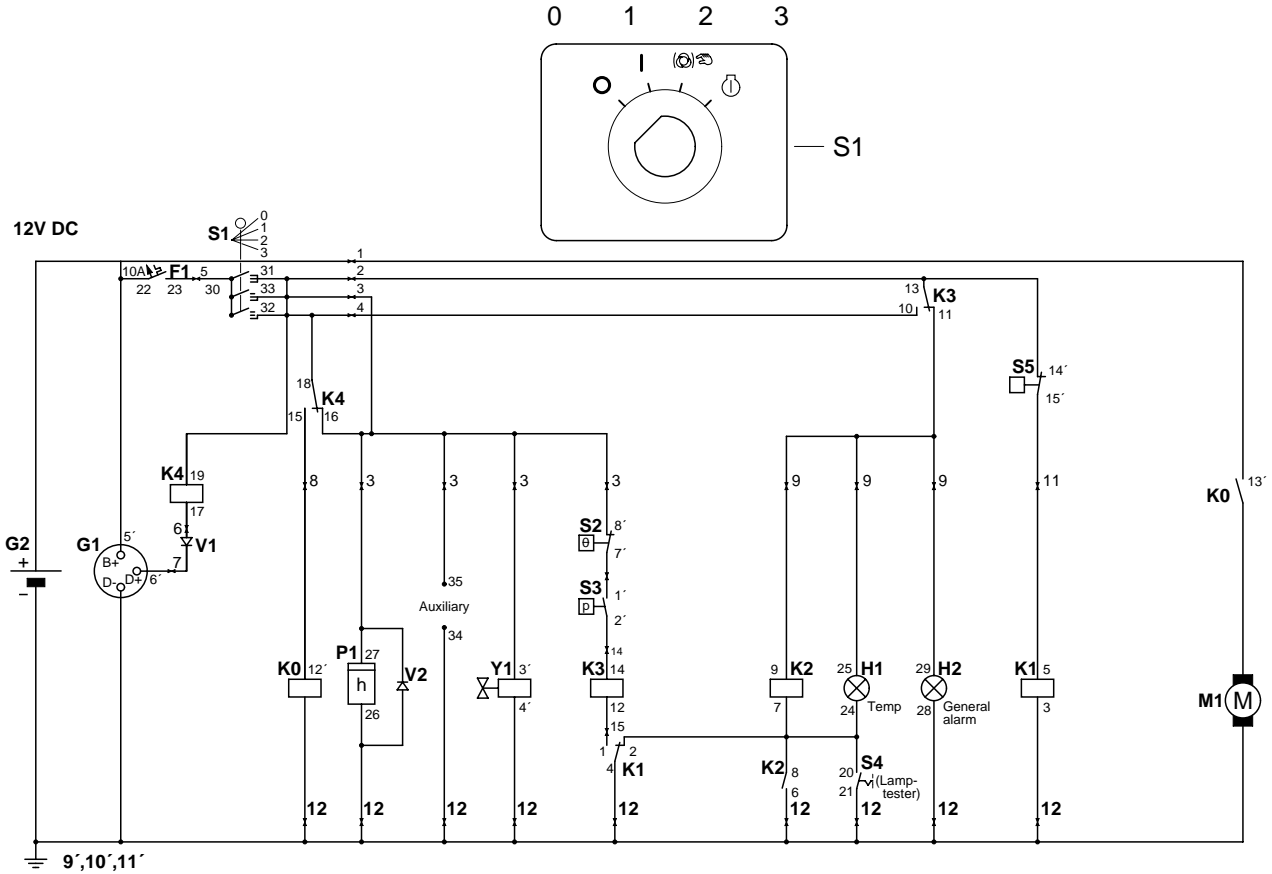 0 1 2 3
S1
12V DC
S1
0
1
2
3
1
10A F1 5 31 2
22 23 30 33 3
32 4
13 K3
10 11
18 K4
15 16
S5 14´
15´
K4 19
17
8 3 3 3 3 9 9 9 11
K0 13´
6
V1
7
G2
+
−
G1 5´
B+
D- D+ 6´
S2 8´
θ
7´
S3 1´
p
2´
35
Auxiliary
34
14
P1 27
h
26
V2
K0 12´
Y1 3´
4´
K3 14
12
15
1 2
4 K1
9 K2
7
25 H1
24 Temp
29 H2
28 General
alarm
K1 5
3
M1 M
K2 8
6
20 S4
21 (Lamp-
tester)
12 12 12 12 12 12 12 12 12
9´,10´,11´